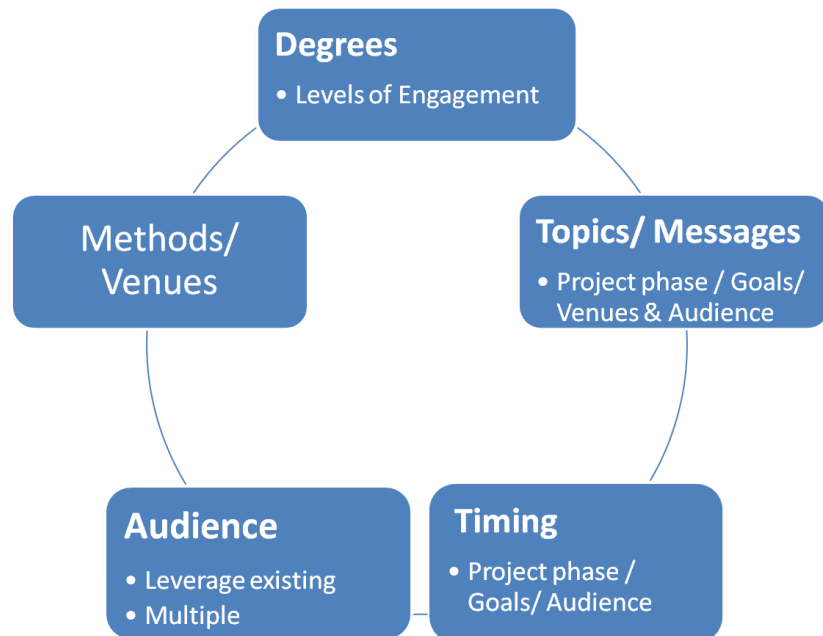 Degrees
• Levels of Engagement
Topics/ Messages
• Project phase / Goals/
Venues & Audience
Timing
• Project phase /
Goals/ Audience
Audience
• Leverage existing
• Multiple
Methods/
Venues